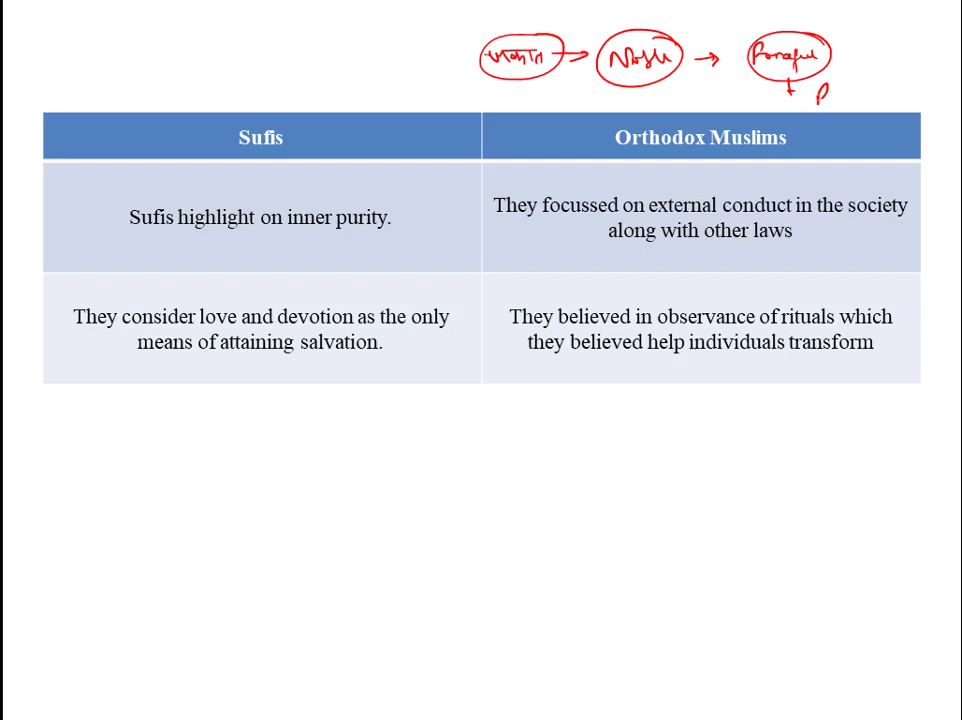 Sufis
Orthodox Muslims
Sufis highlight on inner purity.
They focussed on external conduct in the society
along with other laws
They consider love and devotion as the only
means of attaining salvation.
They believed in observance of rituals which
they believed help individuals transform